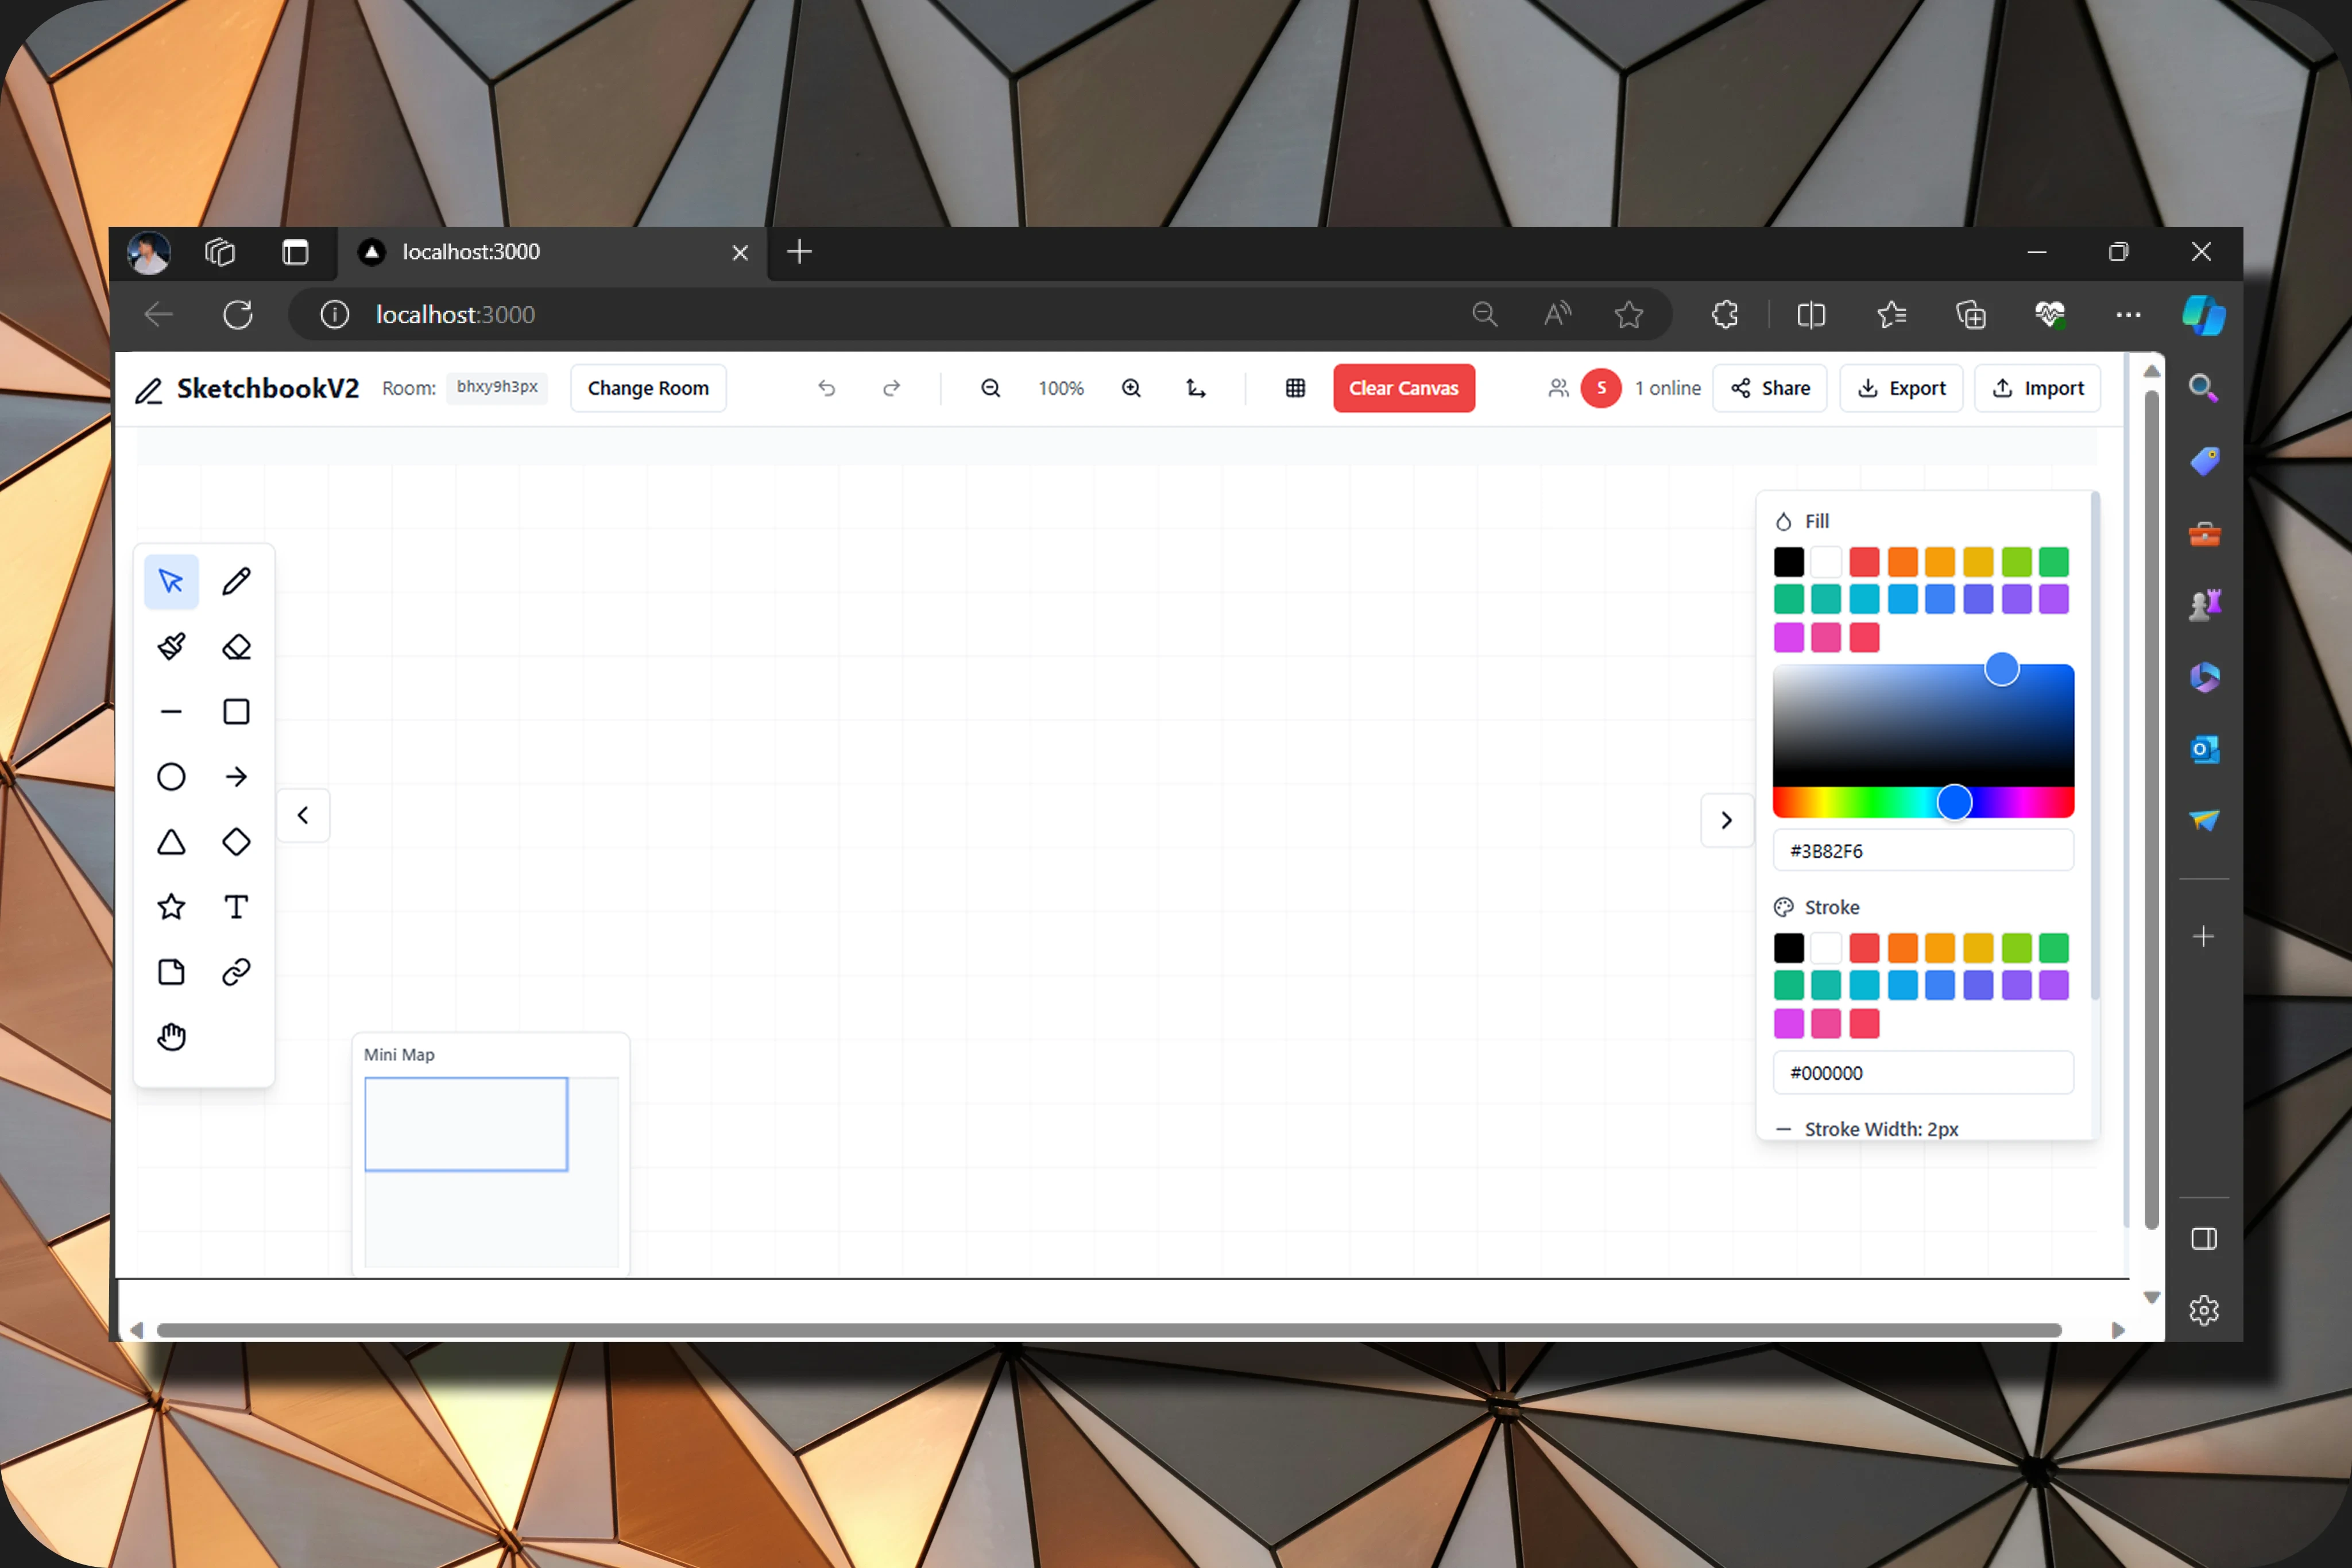 localhost:3000
localhost:3000
SketchbookV2 Room: bhxy9h3px Change Room 100% Clear Canvas S 1 online Share Export Import
Fill
#3B82F6
Stroke
#000000
Stroke Width: 2px
Mini Map